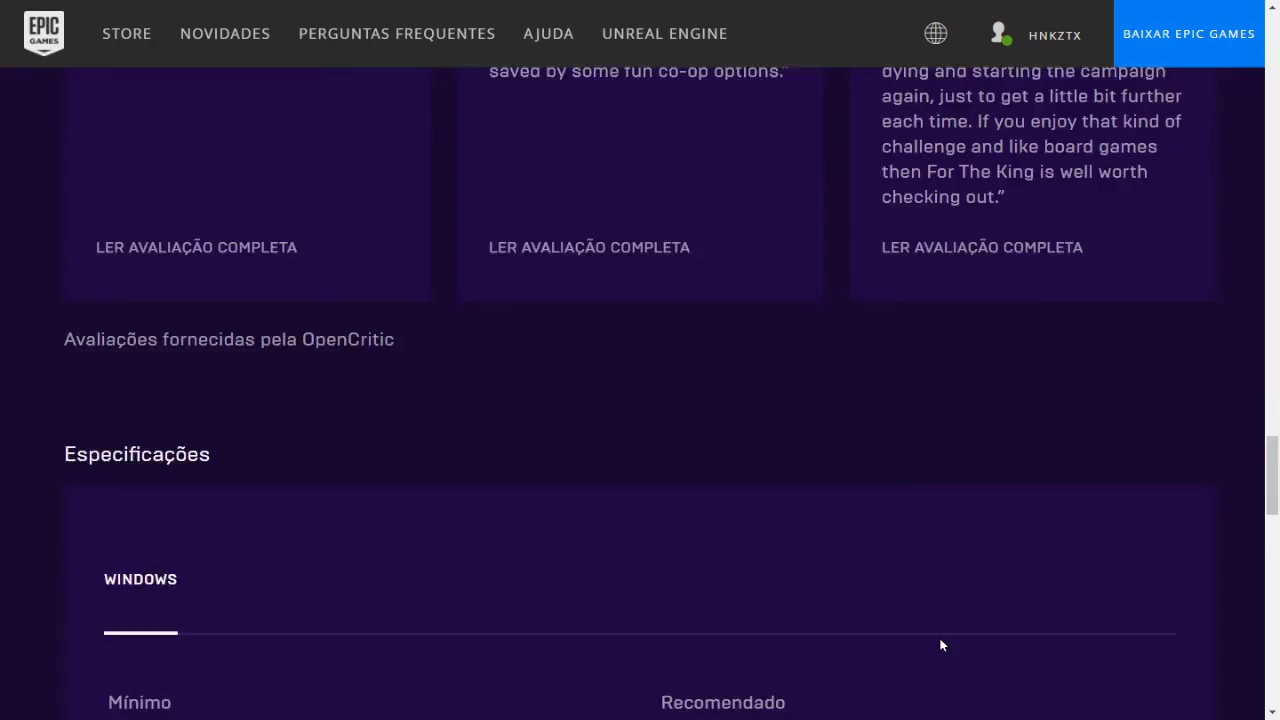 EPIC
GAMES
STORE
NOVIDADES
PERGUNTAS FREQUENTES
AJUDA
UNREAL ENGINE
HNKZTX
BAIXAR EPIC GAMES
saved by some fun co-op options.”
dying and starting the campaign
again, just to get a little bit further
each time. If you enjoy that kind of
challenge and like board games
then For The King is well worth
checking out.”
LER AVALIAÇÃO COMPLETA
LER AVALIAÇÃO COMPLETA
LER AVALIAÇÃO COMPLETA
Avaliações fornecidas pela OpenCritic
Especificações
WINDOWS
Mínimo
Recomendado